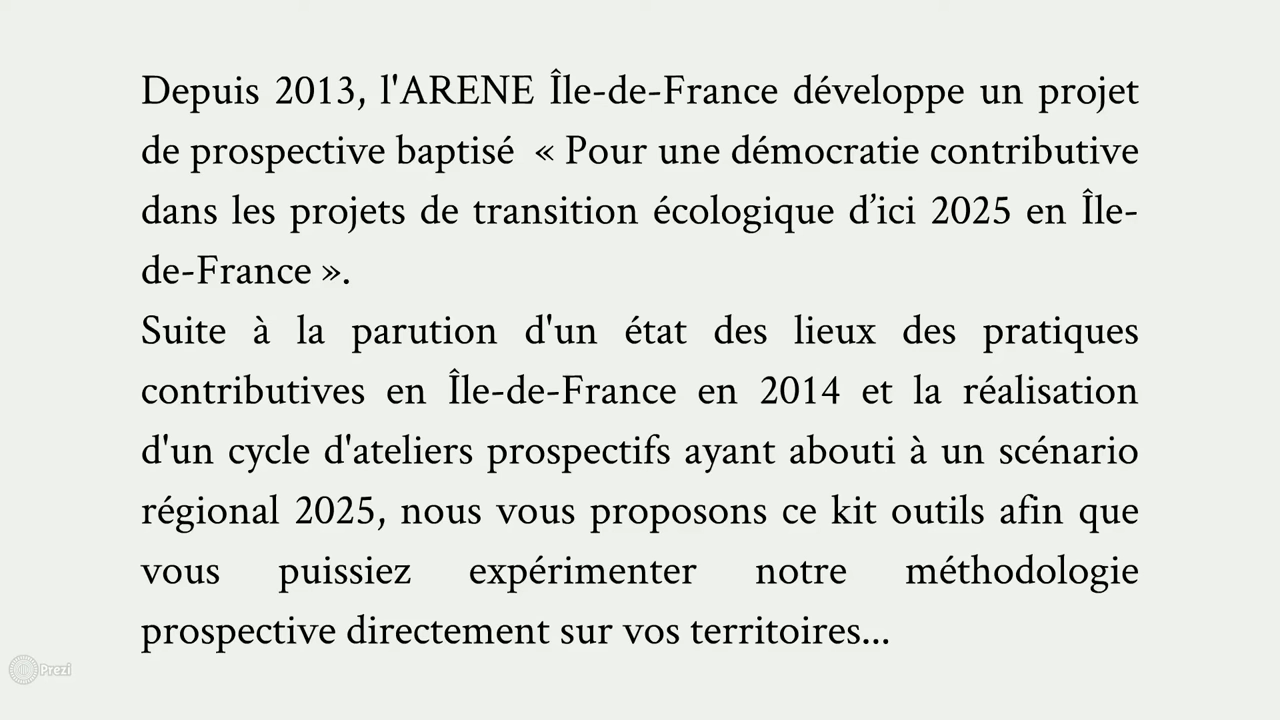 Depuis 2013, l'ARENE Île-de-France développe un projet
de prospective baptisé « Pour une démocratie contributive
dans les projets de transition écologique d’ici 2025 en Île-
de-France ».
Suite à la parution d'un état des lieux des pratiques
contributives en Île-de-France en 2014 et la réalisation
d'un cycle d'ateliers prospectifs ayant abouti à un scénario
régional 2025, nous vous proposons ce kit outils afin que
vous puissiez expérimenter notre méthodologie
prospective directement sur vos territoires...
Prezi